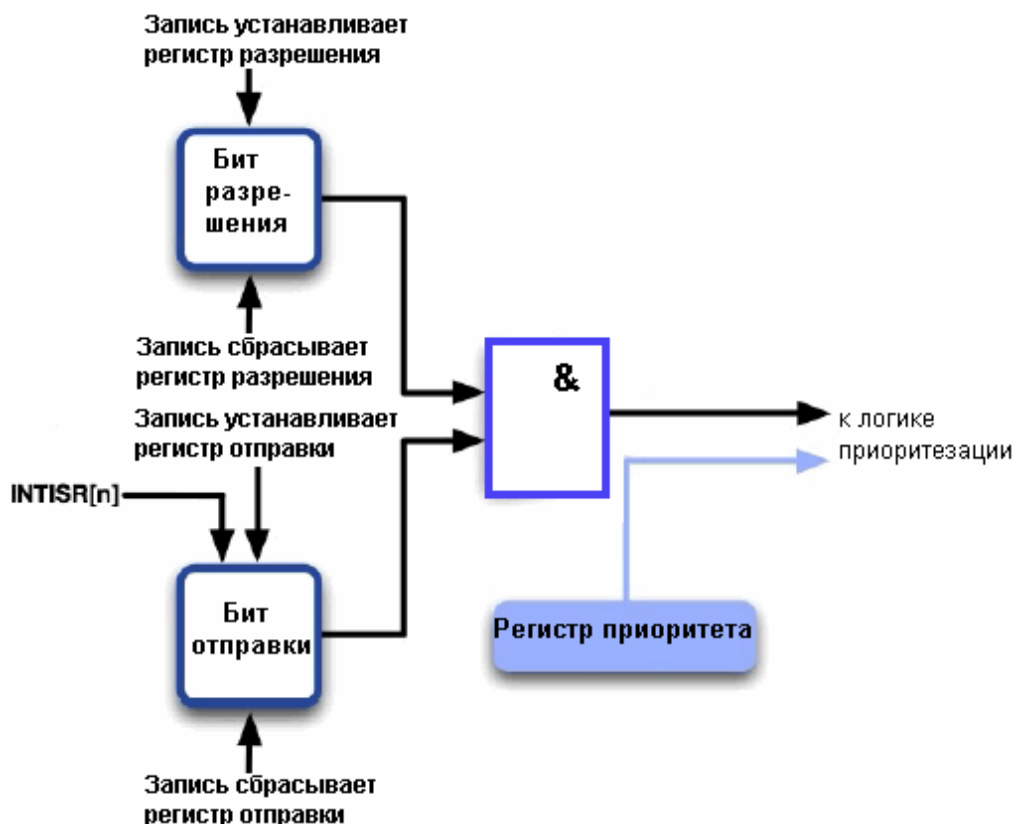 Запись устанавливает
регистр разрешения
Бит
разре-
шения
Запись сбрасывает
регистр разрешения
Запись устанавливает
регистр отправки
&
к логике
приоритезации
INTISR[n]
Бит
отправки
Регистр приоритета
Запись сбрасывает
регистр отправки